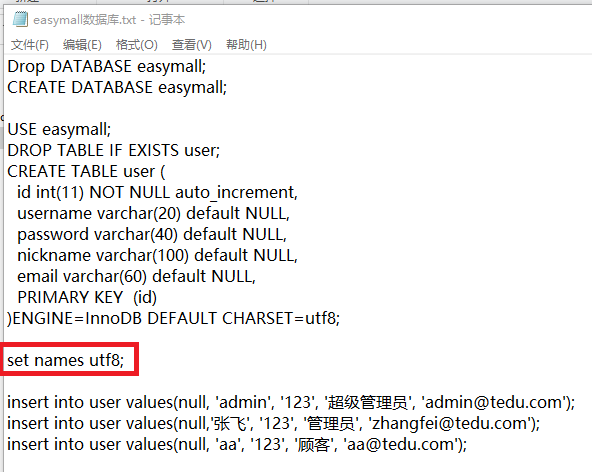 easymall数据库.txt - 记事本
文件(F) 编辑(E) 格式(O) 查看(V) 帮助(H)
Drop DATABASE easymall;
CREATE DATABASE easymall;
USE easymall;
DROP TABLE IF EXISTS user;
CREATE TABLE user (
id int(11) NOT NULL auto_increment,
username varchar(20) default NULL,
password varchar(40) default NULL,
nickname varchar(100) default NULL,
email varchar(60) default NULL,
PRIMARY KEY  (id)
)ENGINE=InnoDB DEFAULT CHARSET=utf8;
set names utf8;
insert into user values(null, 'admin', '123', '超级管理员', 'admin@tedu.com');
insert into user values(null,'张飞', '123', '管理员', 'zhangfei@tedu.com');
insert into user values(null, 'aa', '123', '顾客', 'aa@tedu.com');